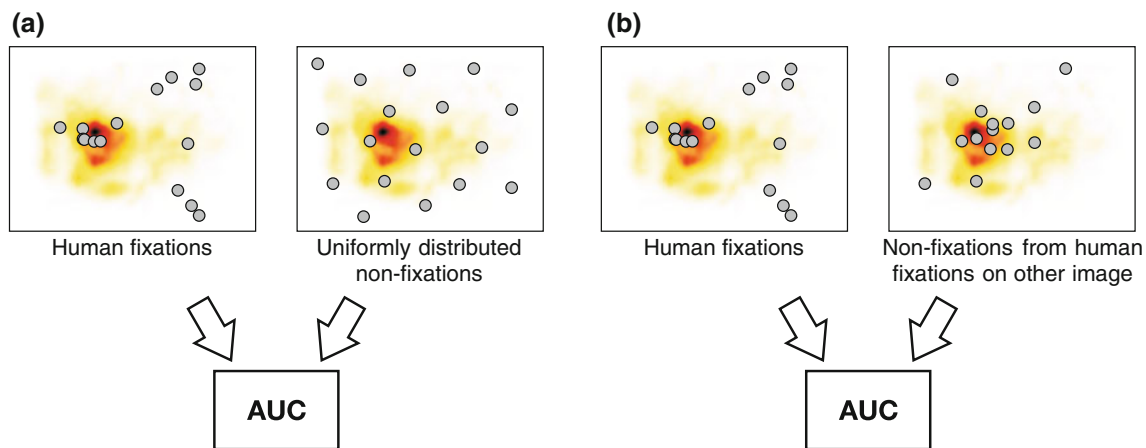 (a)
Human fixations
Uniformly distributed
non-fixations
AUC
(b)
Human fixations
Non-fixations from human
fixations on other image
AUC